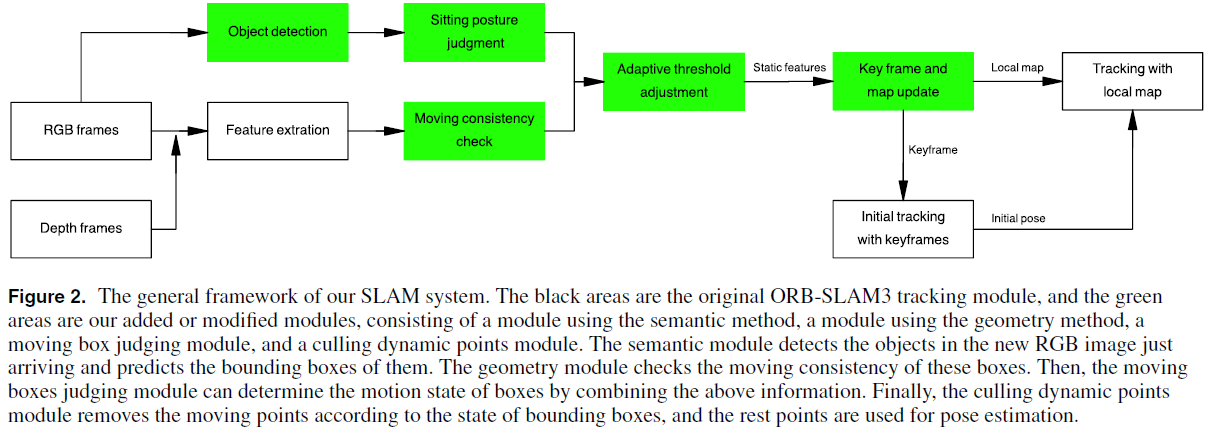 Object detection
Sitting posture
judgment
RGB frames
Feature extration
Moving consistency
check
Depth frames
Adaptive threshold
adjustment
Static features
Key frame and
map update
Local map
Tracking with
local map
Keyframe
Initial tracking
with keyframes
Initial pose
Figure 2. The general framework of our SLAM system. The black areas are the original ORB-SLAM3 tracking module, and the green
areas are our added or modified modules, consisting of a module using the semantic method, a module using the geometry method, a
moving box judging module, and a culling dynamic points module. The semantic module detects the objects in the new RGB image just
arriving and predicts the bounding boxes of them. The geometry module checks the moving consistency of these boxes. Then, the moving
boxes judging module can determine the motion state of boxes by combining the above information. Finally, the culling dynamic points
module removes the moving points according to the state of bounding boxes, and the rest points are used for pose estimation.